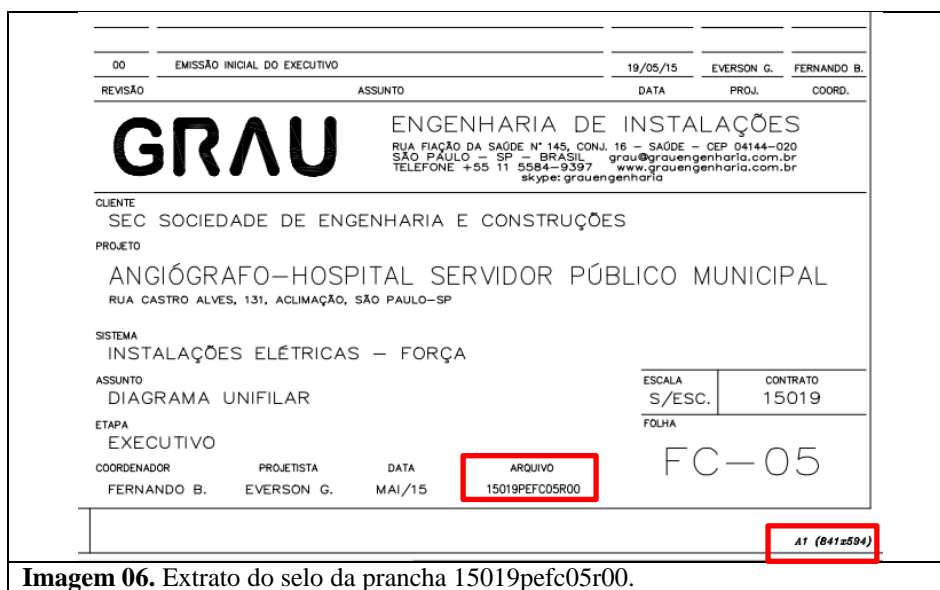 00 EMISSÃO INICIAL DO EXECUTIVO 19/05/15 EVERSON G. FERNANDO B.
REVISÃO ASSUNTO DATA PROJ. COORD.
GRAU
ENGENHARIA DE INSTALAÇÕES
RUA FIAÇÃO DA SAÚDE N° 145, CONJ. 16 – SAÚDE – CEP 04144–020
SÃO PAULO – SP – BRASIL grau@grauengenharia.com.br
TELEFONE +55 11 5584–9397 www.grauengenharia.com.br
skype: grauengenharia
CLIENTE
SEC SOCIEDADE DE ENGENHARIA E CONSTRUÇÕES
PROJETO
ANGIÓGRAFO–HOSPITAL SERVIDOR PÚBLICO MUNICIPAL
RUA CASTRO ALVES, 131, ACLIMAÇÃO, SÃO PAULO–SP
SISTEMA
INSTALAÇÕES ELÉTRICAS – FORÇA
ASSUNTO ESCALA CONTRATO
DIAGRAMA UNIFILAR S/ESC. 15019
ETAPA FOLHA
EXECUTIVO FC–05
COORDENADOR PROJETISTA DATA ARQUIVO
FERNANDO B. EVERSON G. MAI/15 15019PEFC05R00
A1 (841x594)
Imagem 06. Extrato do selo da prancha 15019pefc05r00.